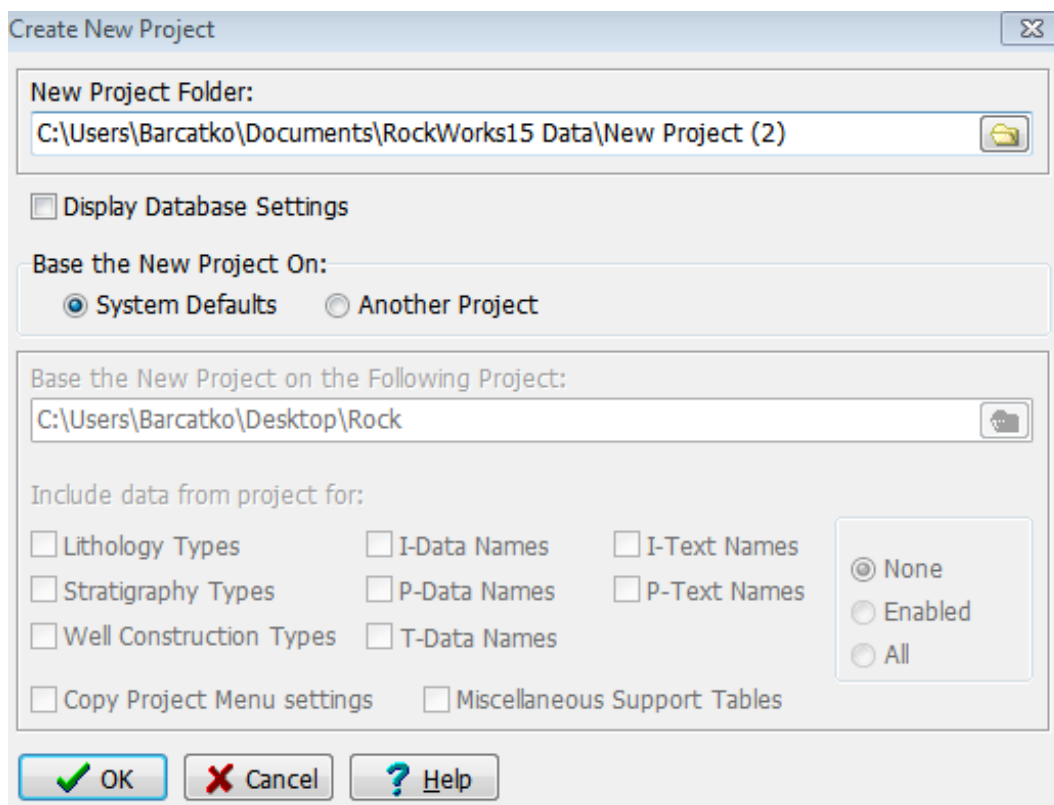 Create New Project
New Project Folder:
C:\Users\Barcatko\Documents\RockWorks15 Data\New Project (2)
Display Database Settings
Base the New Project On:
System Defaults Another Project
Base the New Project on the Following Project:
C:\Users\Barcatko\Desktop\Rock
Include data from project for:
Lithology Types I-Data Names I-Text Names
None
Stratigraphy Types P-Data Names P-Text Names
Enabled
Well Construction Types T-Data Names
All
Copy Project Menu settings Miscellaneous Support Tables
OK Cancel Help